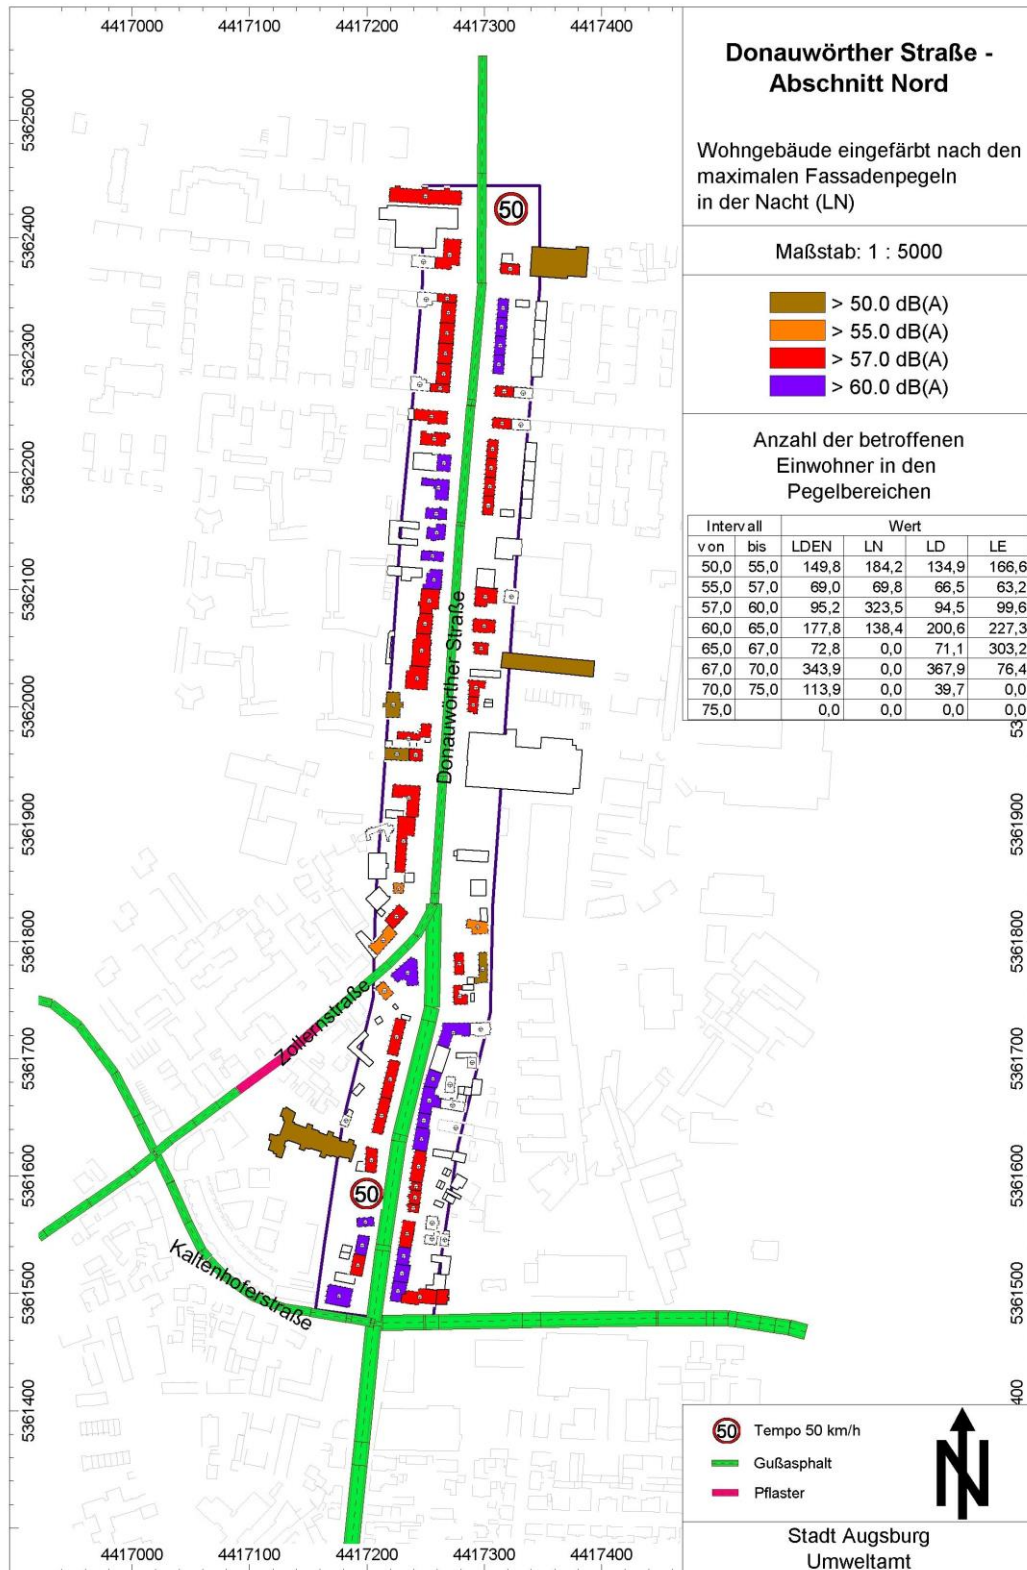 4417000 4417100 4417200 4417300 4417400
5362500
5362400
5362300
5362200
5362100
5362000
5361900
5361800
5361700
5361600
5361500
5361400
50
Donauwörther Straße
Zollernstraße
50
Kaltenhoferstraße
4417000 4417100 4417200 4417300 4417400
Donauwörther Straße -
Abschnitt Nord
Wohngebäude eingefärbt nach den
maximalen Fassadenpegeln
in der Nacht (LN)
Maßstab: 1 : 5000
> 50.0 dB(A)
> 55.0 dB(A)
> 57.0 dB(A)
> 60.0 dB(A)
Anzahl der betroffenen
Einwohner in den
Pegelbereichen
Intervall Wert
von bis LDEN LN LD LE
50,0 55,0 149,8 184,2 134,9 166,6
55,0 57,0 69,0 69,8 66,5 63,2
57,0 60,0 95,2 323,5 94,5 99,6
60,0 65,0 177,8 138,4 200,6 227,3
65,0 67,0 72,8 0,0 71,1 303,2
67,0 70,0 343,9 0,0 367,9 76,4
70,0 75,0 113,9 0,0 39,7 0,0
75,0 0,0 0,0 0,0 0,0
53
5361900
5361800
5361700
5361600
5361500
400
50 Tempo 50 km/h
Gußasphalt
Pflaster
N
Stadt Augsburg
Umweltamt